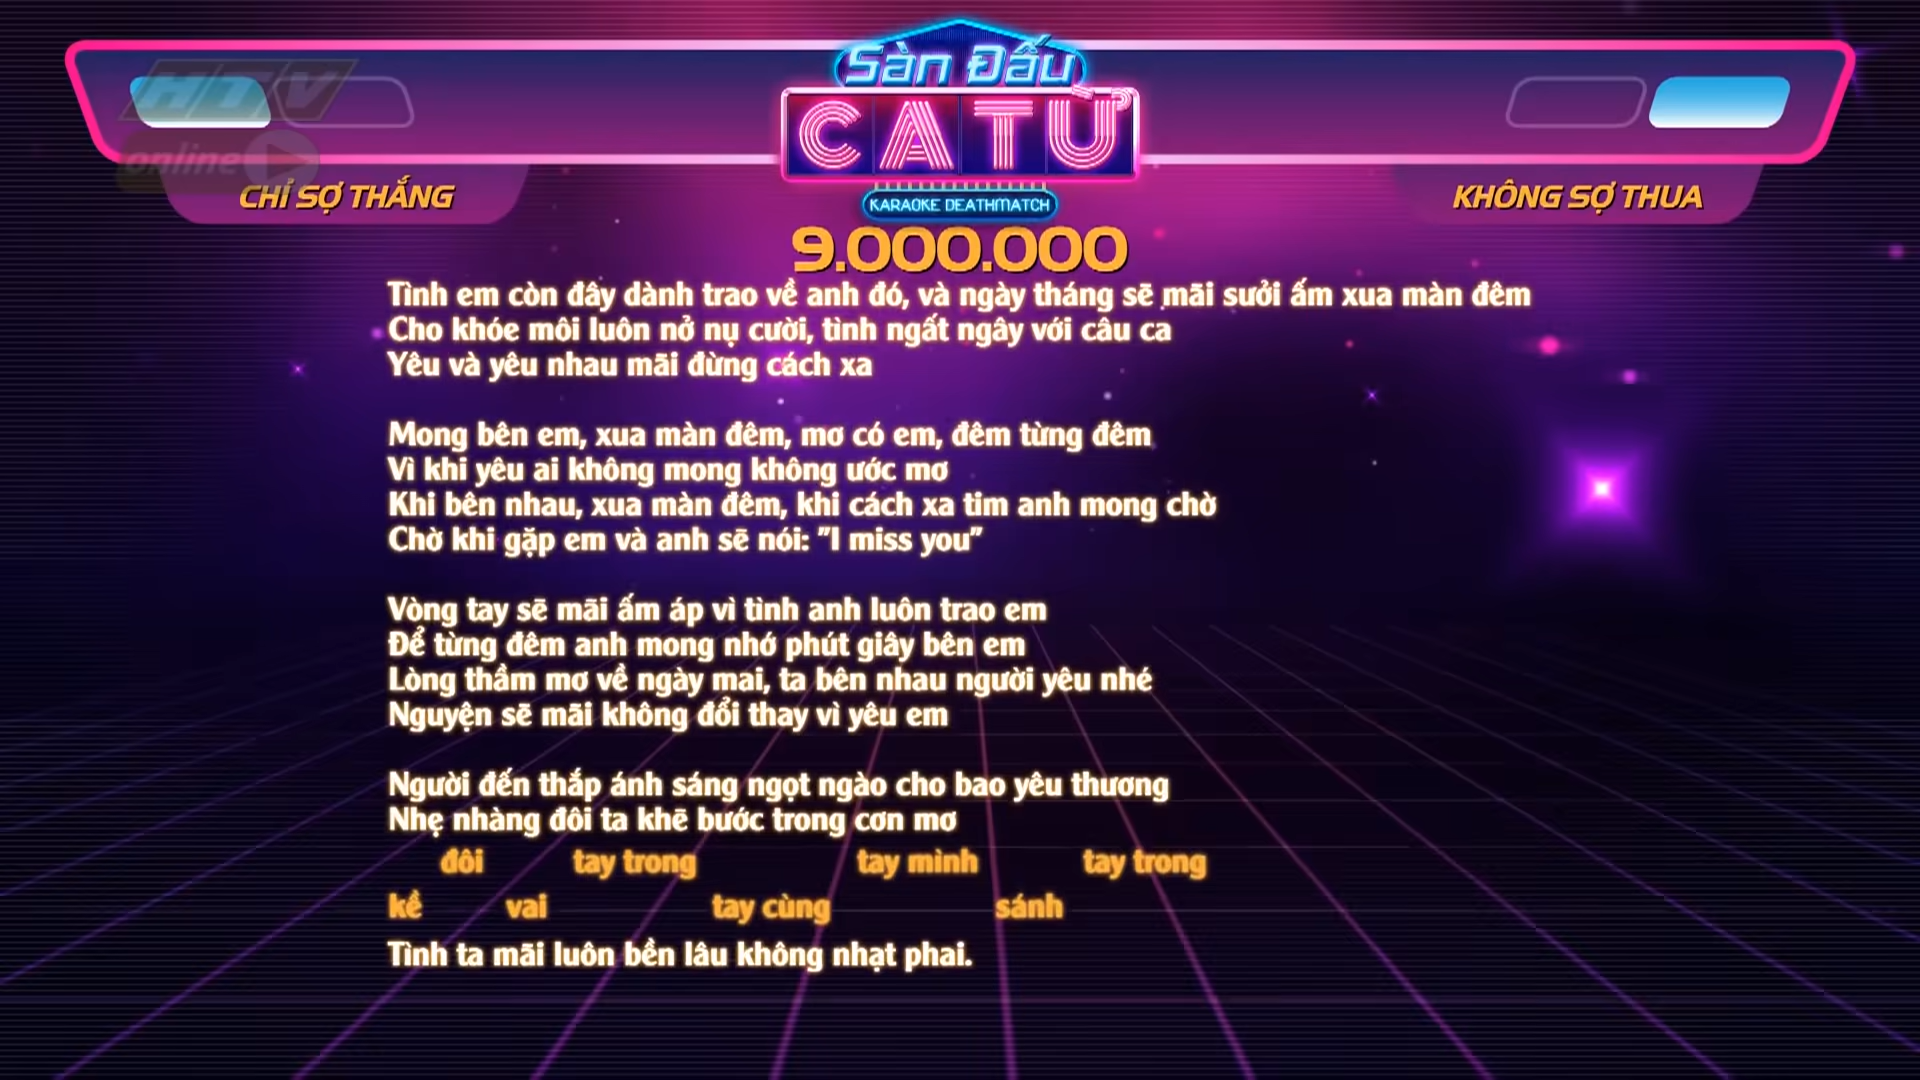 HTV
online
Sàn Đấu
CA TỪ
KARAOKE DEATHMATCH
CHỈ SỢ THẮNG
KHÔNG SỢ THUA
9.000.000
Tình em còn đây dành trao về anh đó, và ngày tháng sẽ mãi sưởi ấm xua màn đêm
Cho khóe môi luôn nở nụ cười, tình ngất ngây với câu ca
Yêu và yêu nhau mãi đừng cách xa
Mong bên em, xua màn đêm, mơ có em, đêm từng đêm
Vì khi yêu ai không mong không ước mơ
Khi bên nhau, xua màn đêm, khi cách xa tim anh mong chờ
Chờ khi gặp em và anh sẽ nói: "I miss you"
Vòng tay sẽ mãi ấm áp vì tình anh luôn trao em
Để từng đêm anh mong nhớ phút giây bên em
Lòng thầm mơ về ngày mai, ta bên nhau người yêu nhé
Nguyện sẽ mãi không đổi thay vì yêu em
Người đến thắp ánh sáng ngọt ngào cho bao yêu thương
Nhẹ nhàng đôi ta khẽ bước trong cơn mơ
đôi tay trong tay mình tay trong
kề vai tay cùng sánh
Tình ta mãi luôn bền lâu không nhạt phai.